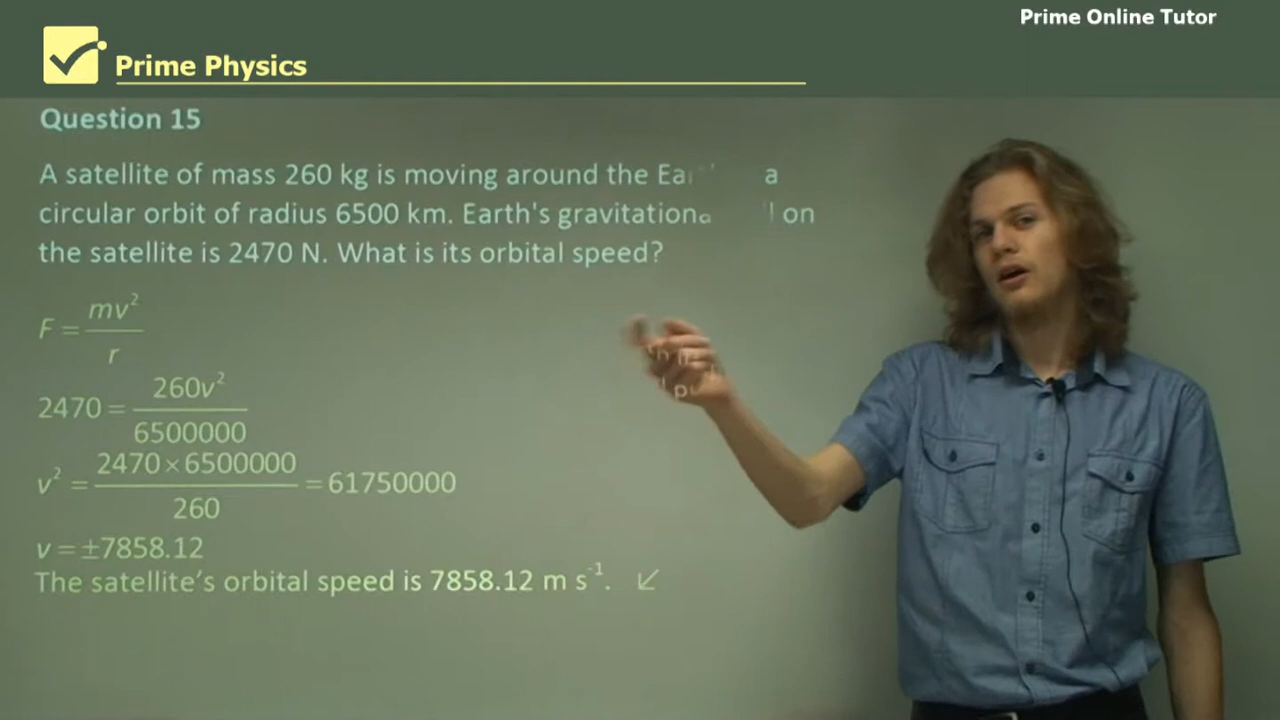 Prime Online Tutor
Prime Physics
Question 15
A satellite of mass 260 kg is moving around the a
circular orbit of radius 6500 km. Earth's on
the satellite is 2470 N. What is its orbital speed?
F = mv²
r
2470 = 260v²
6500000
v² = 2470 × 6500000 = 61750000
260
v = ±7858.12
The satellite's orbital speed is 7858.12 m s⁻¹. ↙